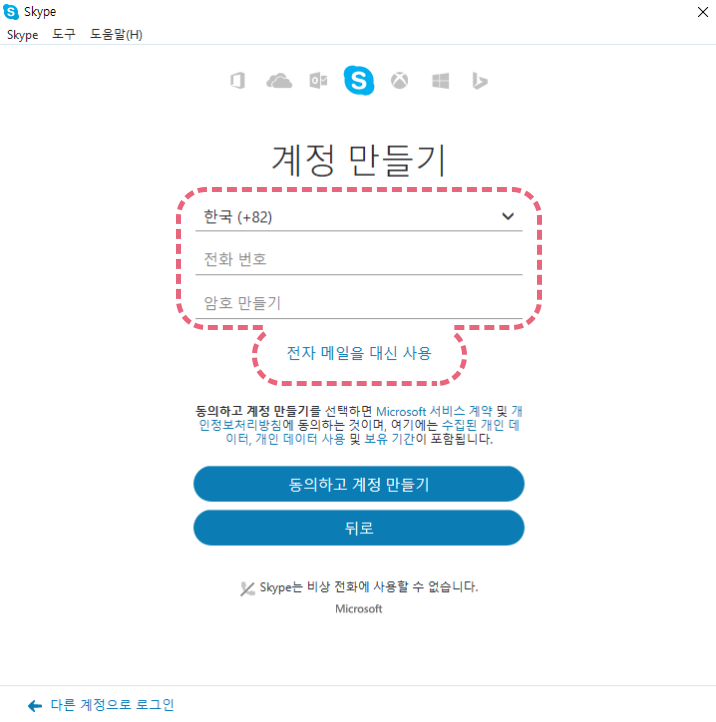 Skype
Skype 도구 도움말(H)
계정 만들기
한국 (+82)
전화 번호
암호 만들기
전자 메일을 대신 사용
동의하고 계정 만들기를 선택하면 Microsoft 서비스 계약 및 개
인정보처리방침에 동의하는 것이며, 여기에는 수집된 개인 데
이터, 개인 데이터 사용 및 보유 기간이 포함됩니다.
동의하고 계정 만들기
뒤로
Skype는 비상 전화에 사용할 수 없습니다.
Microsoft
다른 계정으로 로그인